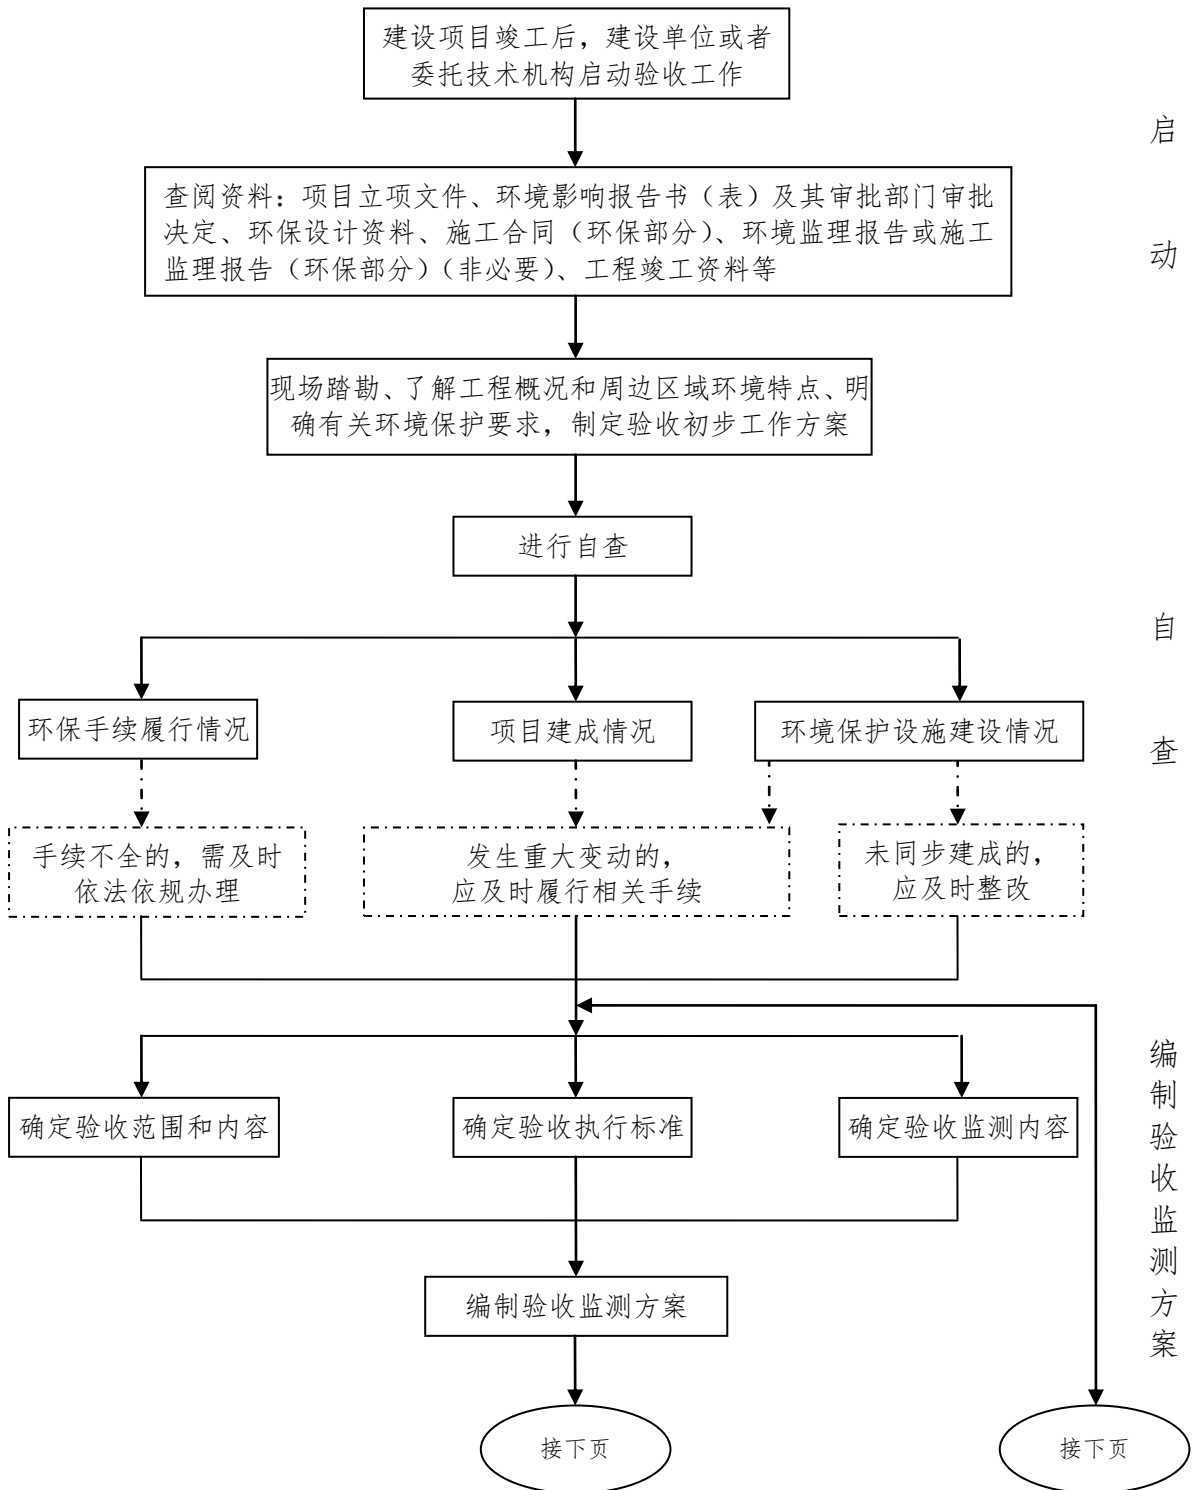 建设项目竣工后，建设单位或者
委托技术机构启动验收工作
启
动
查阅资料：项目立项文件、环境影响报告书（表）及其审批部门审批
决定、环保设计资料、施工合同（环保部分）、环境监理报告或施工
监理报告（环保部分）（非必要）、工程竣工资料等
现场踏勘、了解工程概况和周边区域环境特点、明
确有关环境保护要求，制定验收初步工作方案
进行自查
自
查
环保手续履行情况
项目建成情况
环境保护设施建设情况
手续不全的，需及时
依法依规办理
发生重大变动的，
应及时履行相关手续
未同步建成的，
应及时整改
编
制
验
收
监
测
方
案
确定验收范围和内容
确定验收执行标准
确定验收监测内容
编制验收监测方案
接下页
接下页